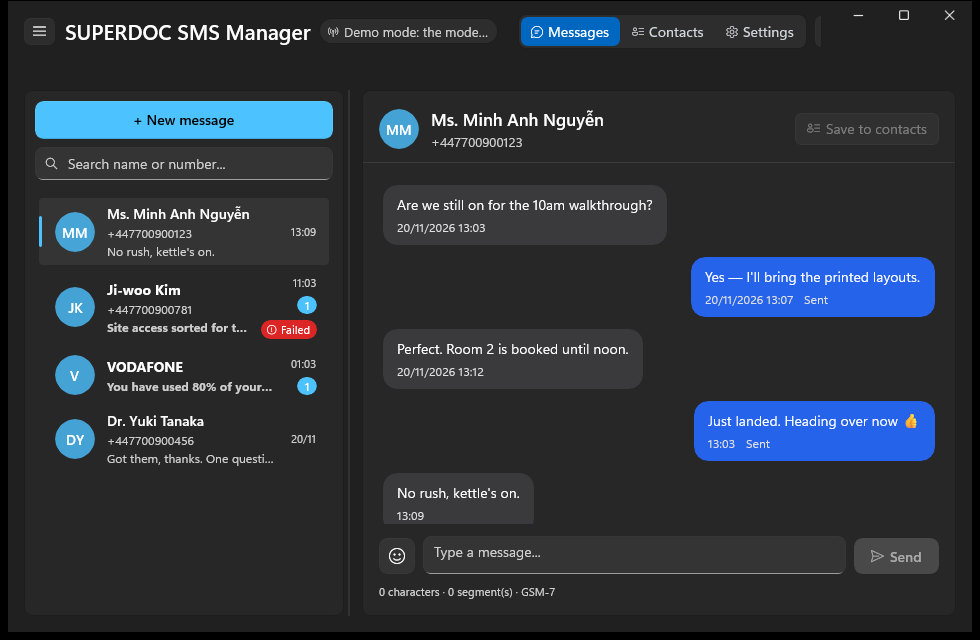 SUPERDOC SMS Manager
Demo mode: the mode...
Messages
Contacts
Settings
+ New message
Search name or number...
MM
Ms. Minh Anh Nguyễn
+447700900123
No rush, kettle's on.
13:09
JK
Ji-woo Kim
+447700900781
Site access sorted for t...
11:03
1
Failed
V
VODAFONE
You have used 80% of your...
01:03
1
DY
Dr. Yuki Tanaka
+447700900456
Got them, thanks. One questi...
20/11
MM
Ms. Minh Anh Nguyễn
+447700900123
Save to contacts
Are we still on for the 10am walkthrough?
20/11/2026 13:03
Yes — I'll bring the printed layouts.
20/11/2026 13:07 Sent
Perfect. Room 2 is booked until noon.
20/11/2026 13:12
Just landed. Heading over now 👍
13:03 Sent
No rush, kettle's on.
13:09
Type a message...
Send
0 characters · 0 segment(s) · GSM-7